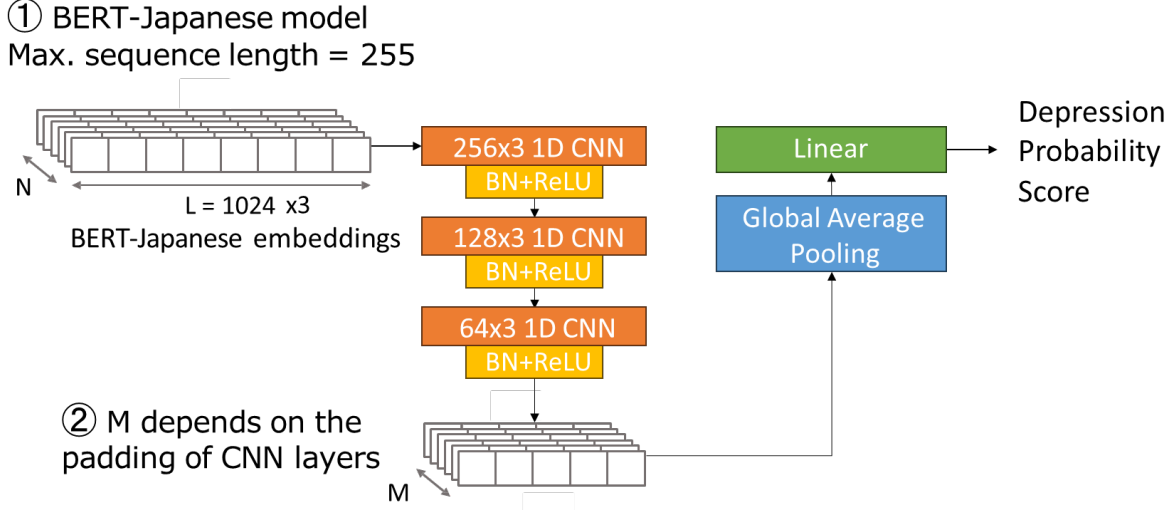 ① BERT-Japanese model
Max. sequence length = 255
N
L = 1024 x3
BERT-Japanese embeddings
256x3 1D CNN
BN+ReLU
128x3 1D CNN
BN+ReLU
64x3 1D CNN
BN+ReLU
② M depends on the
padding of CNN layers
M
Global Average
Pooling
Linear
Depression
Probability
Score